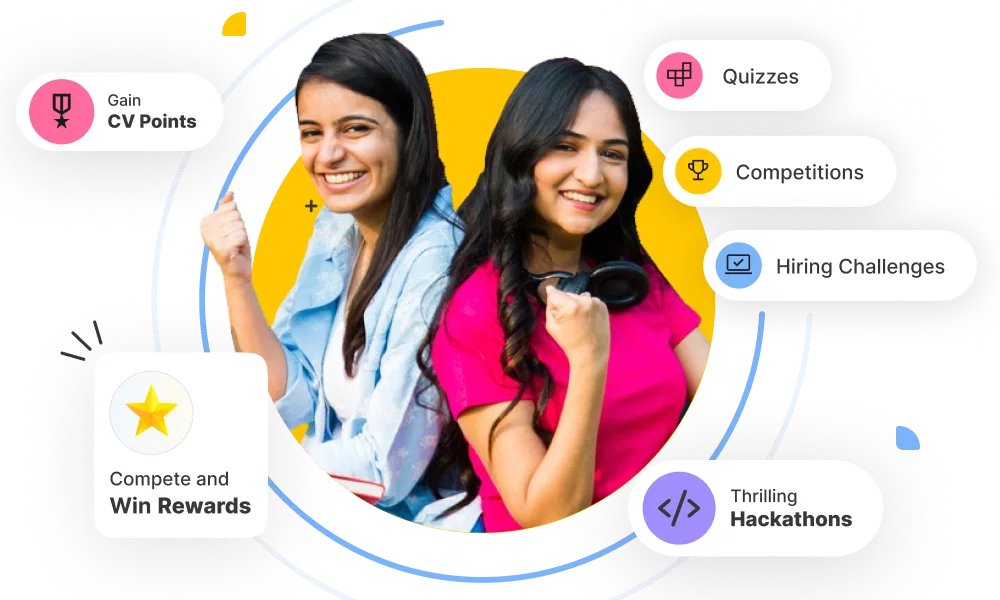 Gain
CV Points
Quizzes
Competitions
Hiring Challenges
Compete and
Win Rewards
Thrilling
Hackathons